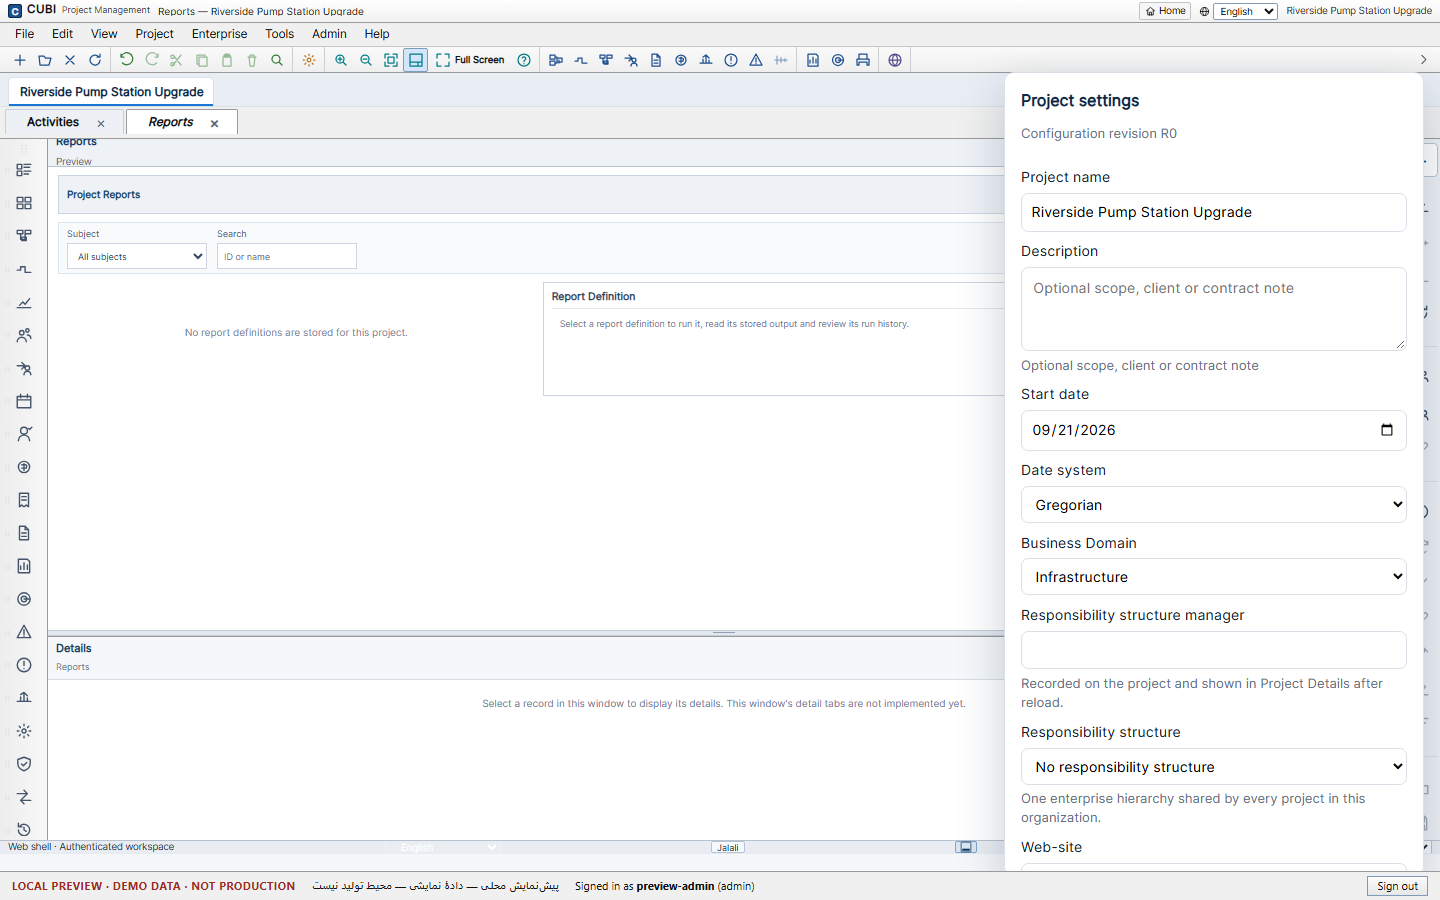 CUBI Project Management Reports — Riverside Pump Station Upgrade Home English Riverside Pump Station Upgrade
File Edit View Project Enterprise Tools Admin Help
Full Screen
Riverside Pump Station Upgrade
Activities Reports
Reports
Preview
Project Reports
Subject Search
All subjects ID or name
No report definitions are stored for this project.
Report Definition
Select a report definition to run it, read its stored output and review its run history.
Details
Reports
Select a record in this window to display its details. This window's detail tabs are not implemented yet.
Project settings
Configuration revision R0
Project name
Riverside Pump Station Upgrade
Description
Optional scope, client or contract note
Optional scope, client or contract note
Start date
09/21/2026
Date system
Gregorian
Business Domain
Infrastructure
Responsibility structure manager
Recorded on the project and shown in Project Details after
reload.
Responsibility structure
No responsibility structure
One enterprise hierarchy shared by every project in this
organization.
Web-site
Web shell · Authenticated workspace English Jalali
LOCAL PREVIEW · DEMO DATA · NOT PRODUCTION پیش‌نمایش محلی — دادهٔ نمایشی — محیط تولید نیست Signed in as preview-admin (admin) Sign out